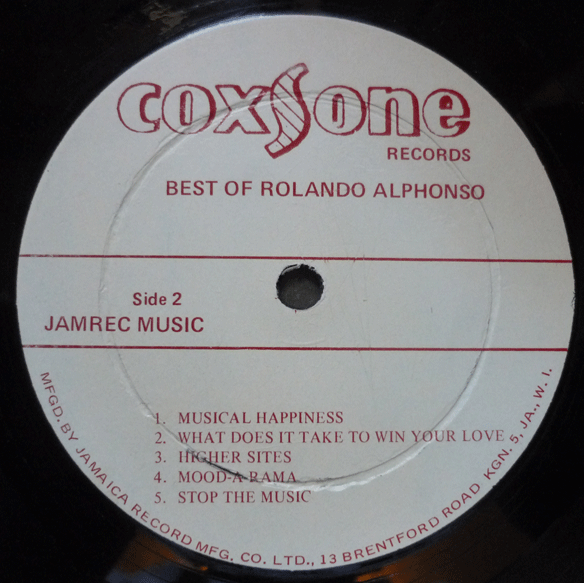 coxsone
RECORDS
BEST OF ROLANDO ALPHONSO
Side 2
JAMREC MUSIC
1. MUSICAL HAPPINESS
2. WHAT DOES IT TAKE TO WIN YOUR LOVE
3. HIGHER SITES
4. MOOD-A-RAMA
5. STOP THE MUSIC
MFGD. BY JAMAICA RECORD MFG. CO. LTD., 13 BRENTFORD ROAD KGN. 5, JA., W. I.